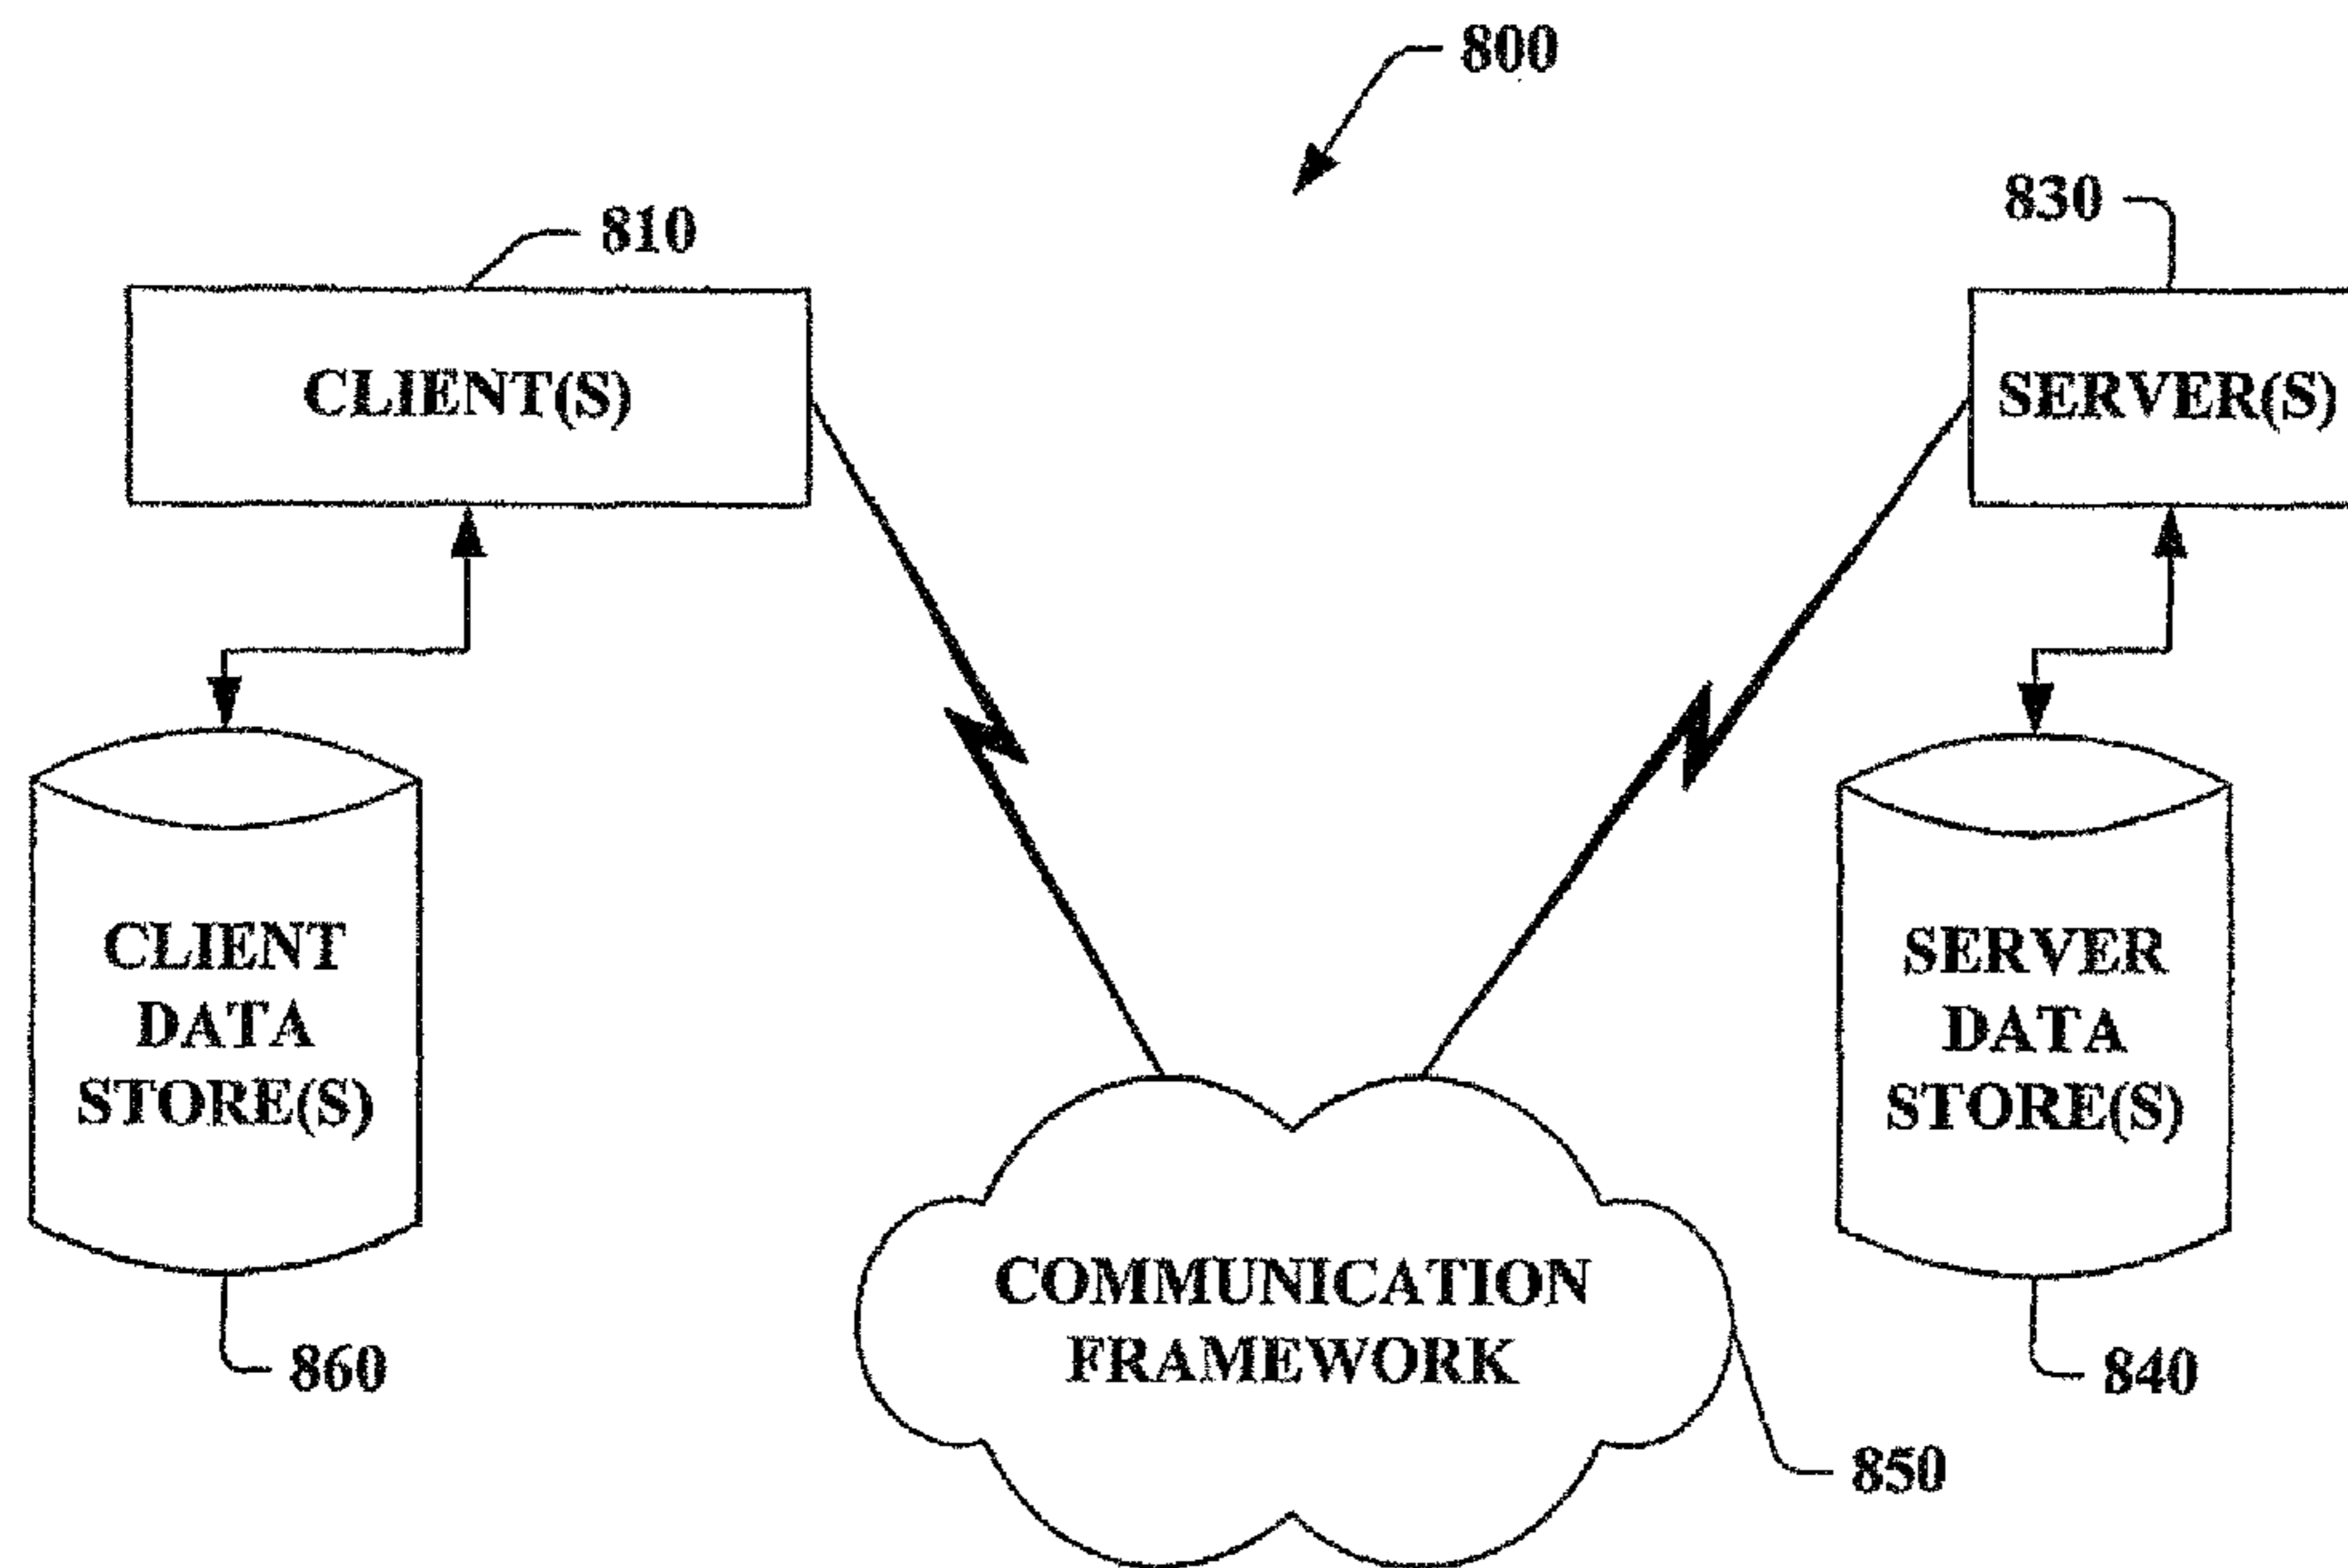 800
810
830
CLIENT(S)
SERVER(S)
CLIENT
DATA
STORE(S)
SERVER
DATA
STORE(S)
COMMUNICATION
FRAMEWORK
860
840
850